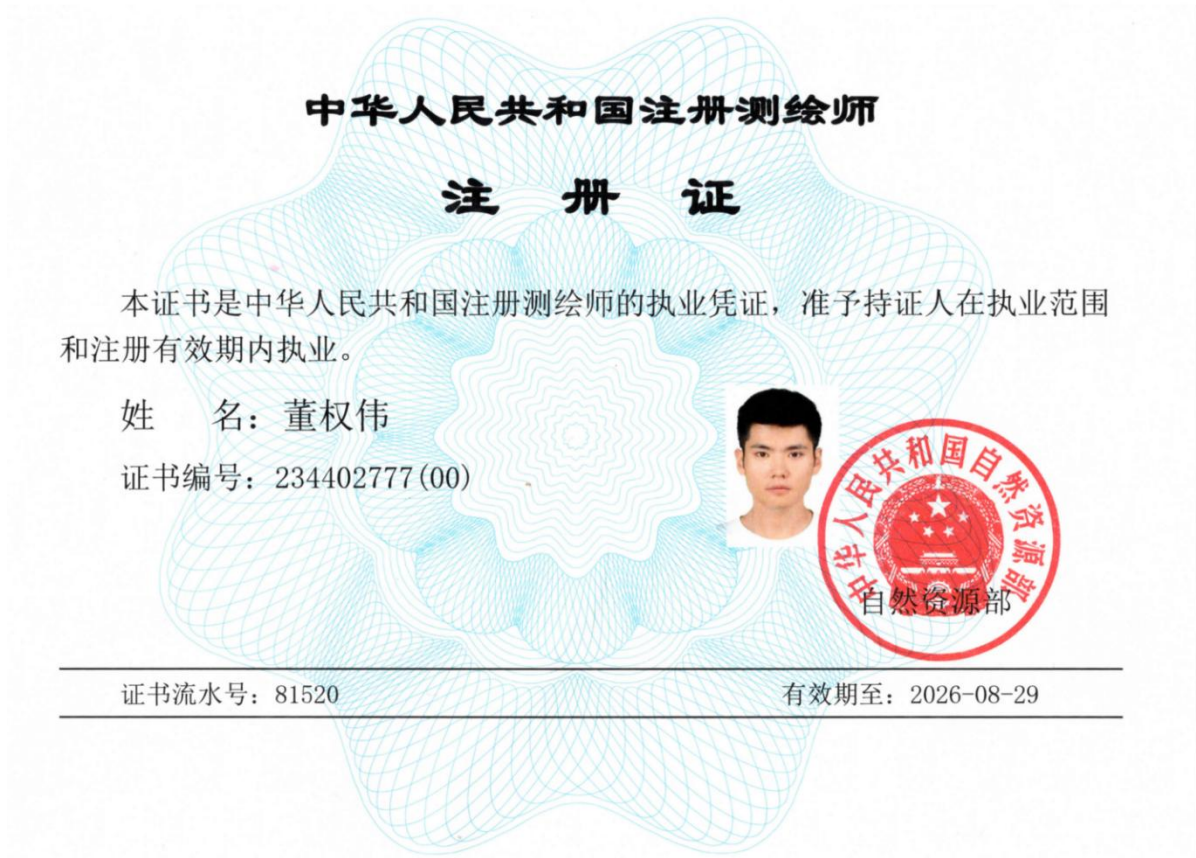 中华人民共和国注册测绘师
注 册 证
本证书是中华人民共和国注册测绘师的执业凭证，准予持证人在执业范围
和注册有效期内执业。
姓 名：董权伟
证书编号：234402777(00)
中华人民共和国自然资源部
自然资源部
证书流水号：81520
有效期至：2026-08-29